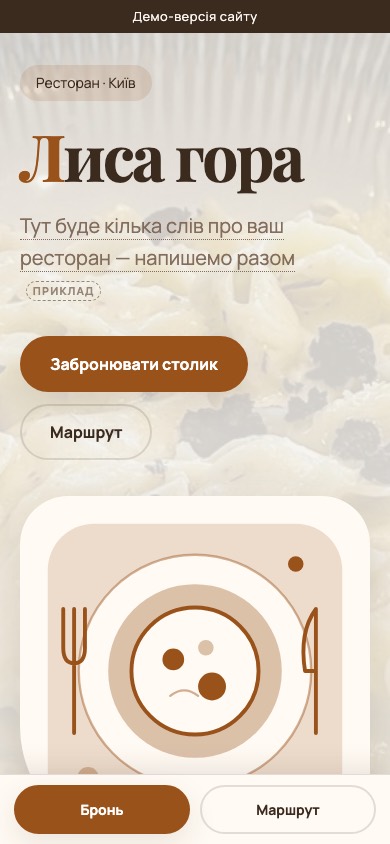 Демо-версія сайту
Ресторан · Київ
Лиса гора
Тут буде кілька слів про ваш
ресторан — напишемо разом
ПРИКЛАД
Забронювати столик
Маршрут
Бронь
Маршрут